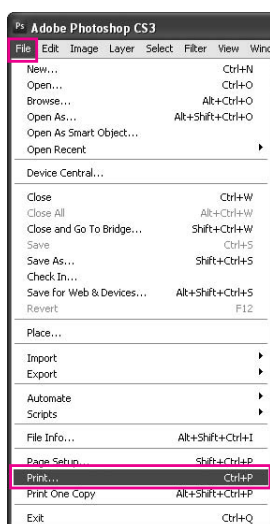 Ps Adobe Photoshop CS3
File Edit Image Layer Select Filter View
New... Ctrl+N
Open... Ctrl+O
Browse... Alt+Ctrl+O
Open As... Alt+Shift+Ctrl+O
Open As Smart Object...
Open Recent
Device Central...
Close Ctrl+W
Close All Alt+Ctrl+W
Close and Go To Bridge... Shift+Ctrl+W
Save Ctrl+S
Save As... Shift+Ctrl+S
Check In...
Save for Web & Devices... Alt+Shift+Ctrl+S
Revert F12
Place...
Import
Export
Automate
Scripts
File Info... Alt+Shift+Ctrl+I
Page Setup... Shift+Ctrl+P
Print... Ctrl+P
Print One Copy Alt+Shift+Ctrl+P
Exit Ctrl+Q